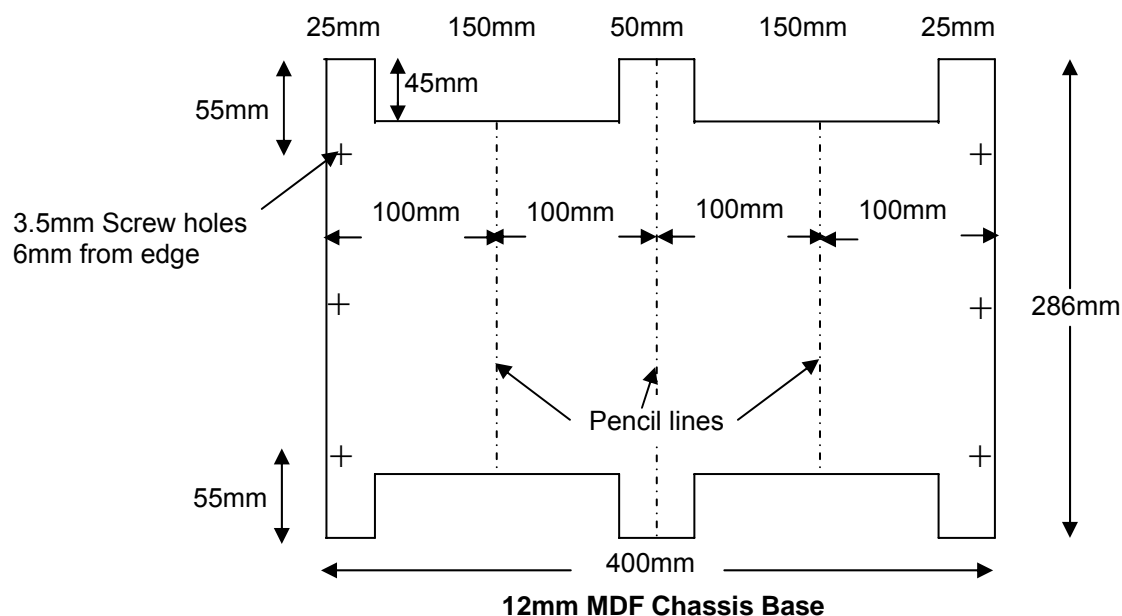 25mm 150mm 50mm 150mm 25mm
45mm
55mm
3.5mm Screw holes
6mm from edge
100mm 100mm 100mm 100mm
286mm
Pencil lines
55mm
400mm
12mm MDF Chassis Base